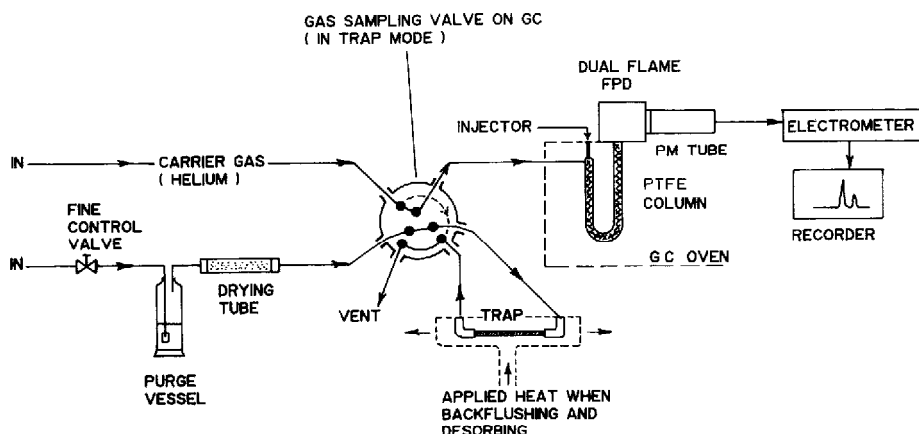 GAS SAMPLING VALVE ON GC
( IN TRAP MODE )
DUAL FLAME
FPD
INJECTOR
PM TUBE
ELECTROMETER
IN
CARRIER GAS
( HELIUM )
PTFE
COLUMN
RECORDER
FINE
CONTROL
VALVE
IN
GC OVEN
DRYING
TUBE
VENT
TRAP
PURGE
VESSEL
APPLIED HEAT WHEN
BACKFLUSHING AND
DESORBING